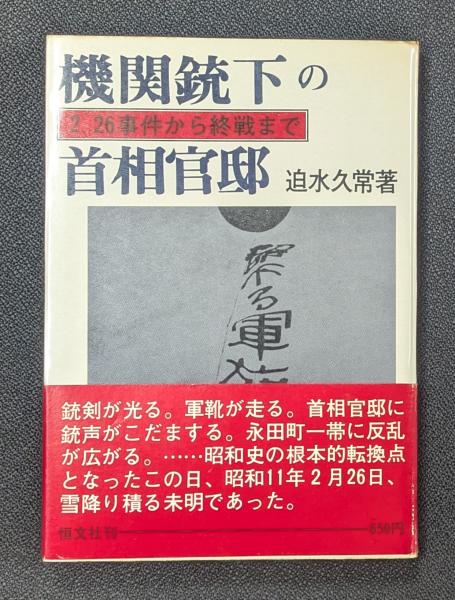 機関銃下の
2・26事件から終戦まで
首相官邸 迫水久常著
軍
銃剣が光る。軍靴が走る。首相官邸に
銃声がこだまする。永田町一帯に反乱
が広がる。……昭和史の根本的転換点
となったこの日、昭和11年2月26日、
雪降り積る未明であった。
恒文社刊 650円